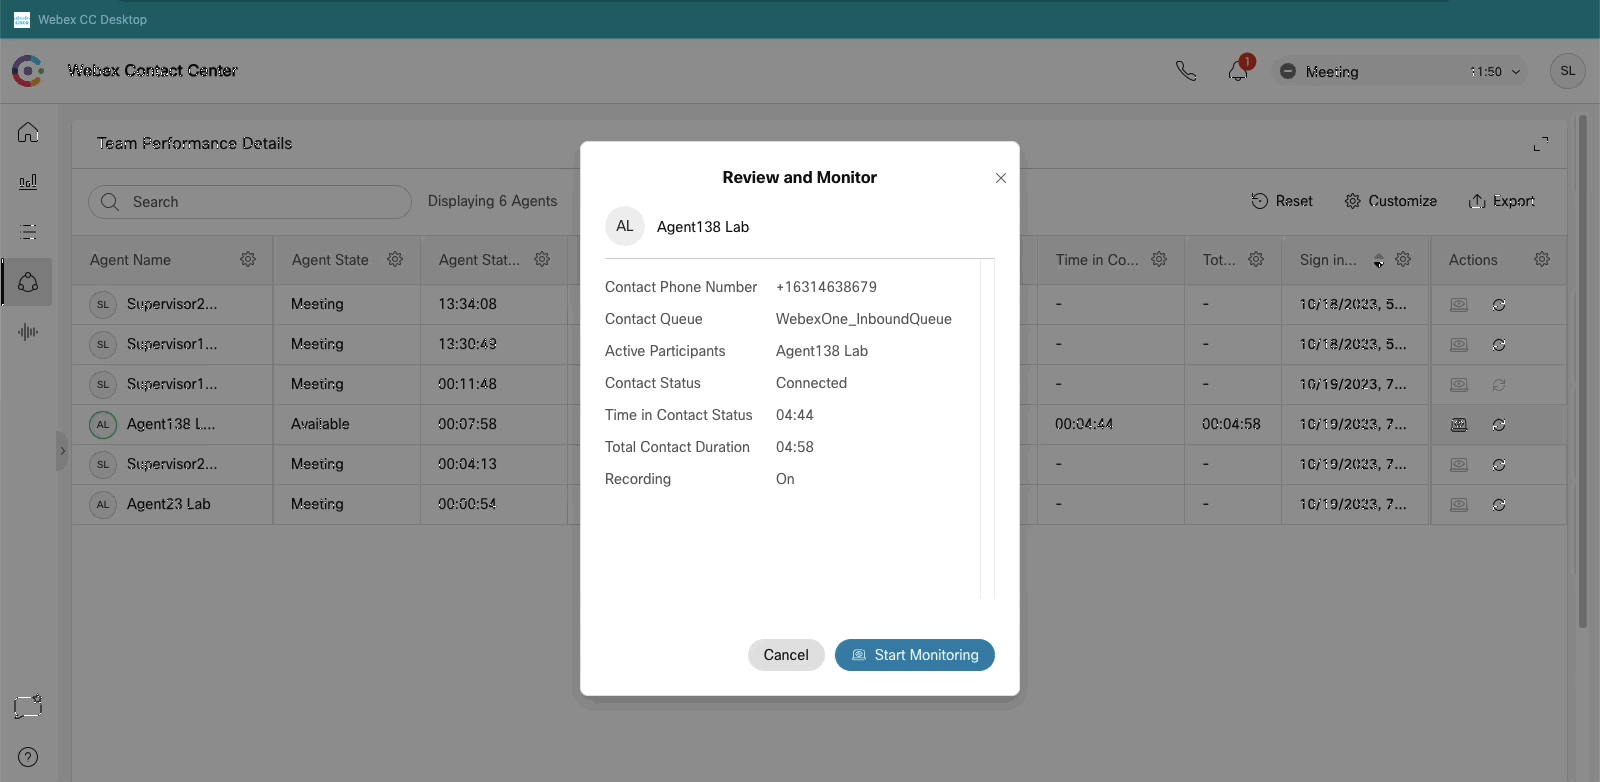 Webex CC Desktop
Webex Contact Center
1
Meeting
11:50
SL
Team Performance Details
Search
Displaying 6 Agents
Reset
Customize
Export
Agent Name
Agent State
Agent Stat...
Time in Co...
Tot...
Sign in...
Actions
SL Supervisor2... Meeting 13:34:08 - - 10/18/2023, 5...
SL Supervisor1... Meeting 13:30:49 - - 10/18/2023, 5...
SL Supervisor1... Meeting 00:11:48 - - 10/19/2023, 7...
AL Agent138 L... Available 00:07:58 00:04:44 00:04:58 10/19/2023, 7...
SL Supervisor2... Meeting 00:04:13 - - 10/19/2023, 7...
AL Agent23 Lab Meeting 00:00:54 - - 10/19/2023, 7...
Review and Monitor
AL Agent138 Lab
Contact Phone Number +16314638679
Contact Queue WebexOne_InboundQueue
Active Participants Agent138 Lab
Contact Status Connected
Time in Contact Status 04:44
Total Contact Duration 04:58
Recording On
Cancel
Start Monitoring